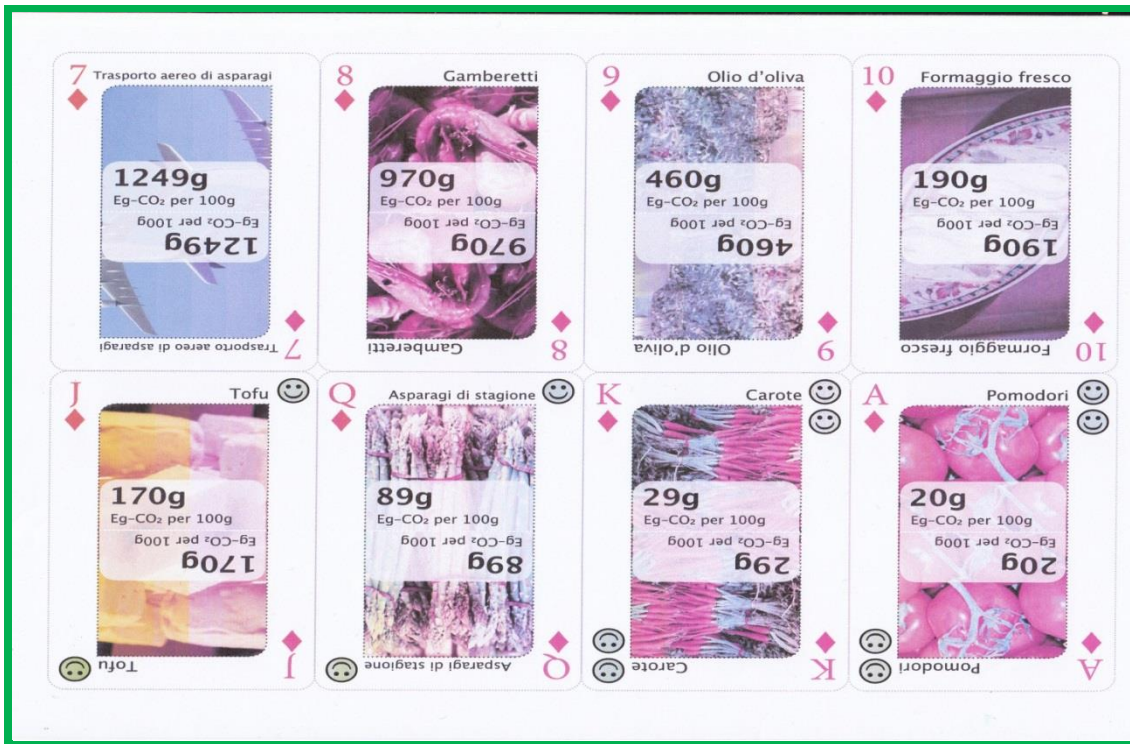 7
Trasporto aereo di asparagi
1249g
Eg-CO₂ per 100g
Eg-CO₂ per 100g
1249g
Trasporto aereo di asparagi
7
8
Gamberetti
970g
Eg-CO₂ per 100g
Eg-CO₂ per 100g
970g
Gamberetti
8
9
Olio d'oliva
460g
Eg-CO₂ per 100g
Eg-CO₂ per 100g
460g
Olio d'oliva
9
10
Formaggio fresco
190g
Eg-CO₂ per 100g
Eg-CO₂ per 100g
190g
Formaggio fresco
10
J
Tofu
170g
Eg-CO₂ per 100g
Eg-CO₂ per 100g
170g
Tofu
J
Q
Asparagi di stagione
89g
Eg-CO₂ per 100g
Eg-CO₂ per 100g
89g
Asparagi di stagione
Q
K
Carote
29g
Eg-CO₂ per 100g
Eg-CO₂ per 100g
29g
Carote
K
A
Pomodori
20g
Eg-CO₂ per 100g
Eg-CO₂ per 100g
20g
Pomodori
A